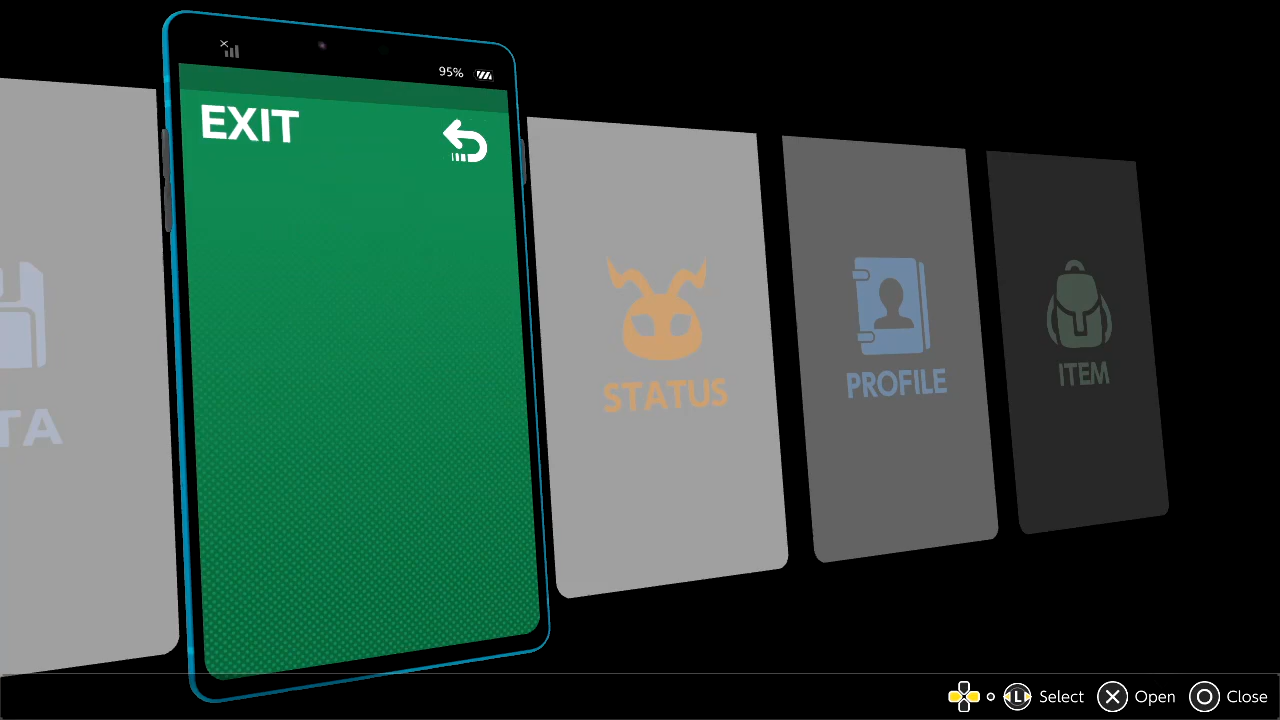 95%
EXIT
TA
STATUS
PROFILE
ITEM
L Select
Open
Close